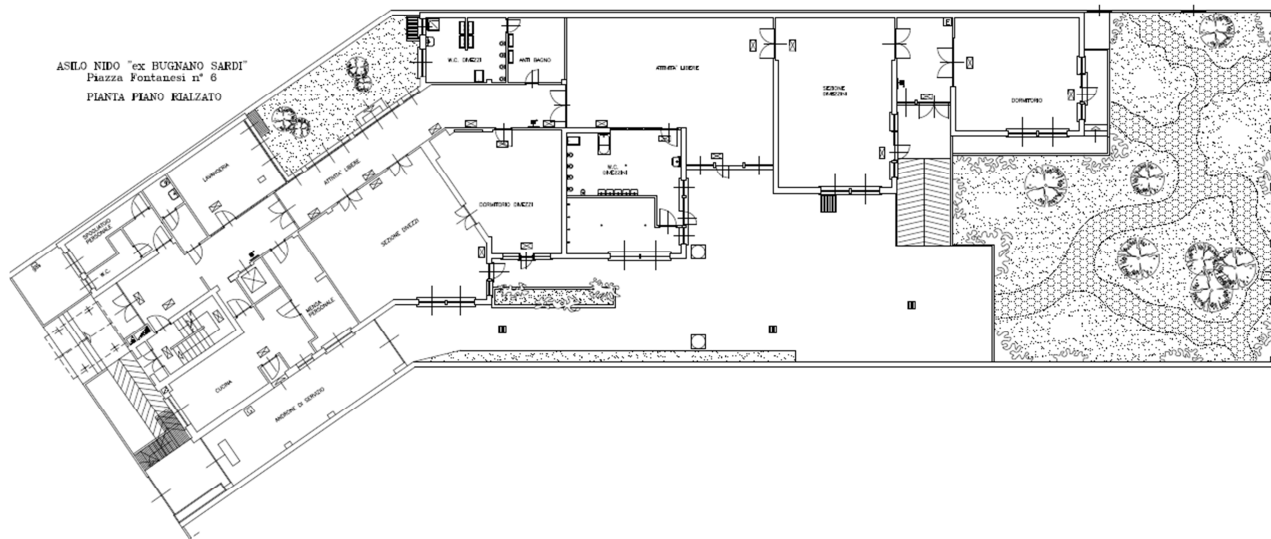 ASILO NIDO "ex BUGNANO SARDI"
Piazza Fontanesi n° 6
PIANTA PIANO RIALZATO
W.C. DIVEZZI
ANTI BAGNO
ATTIVITA' LIBERE
SEZIONE
DORMITORIO
LAVANDERIA
ATTIVITA' LIBERE
SPOGLIATOIO
PERSONALE
W.C.
SEZIONE DIVEZZI
DORMITORIO DIVEZZI
W.C.
MENSA
PERSONALE
CUCINA
ANDRONE DI SERVIZIO